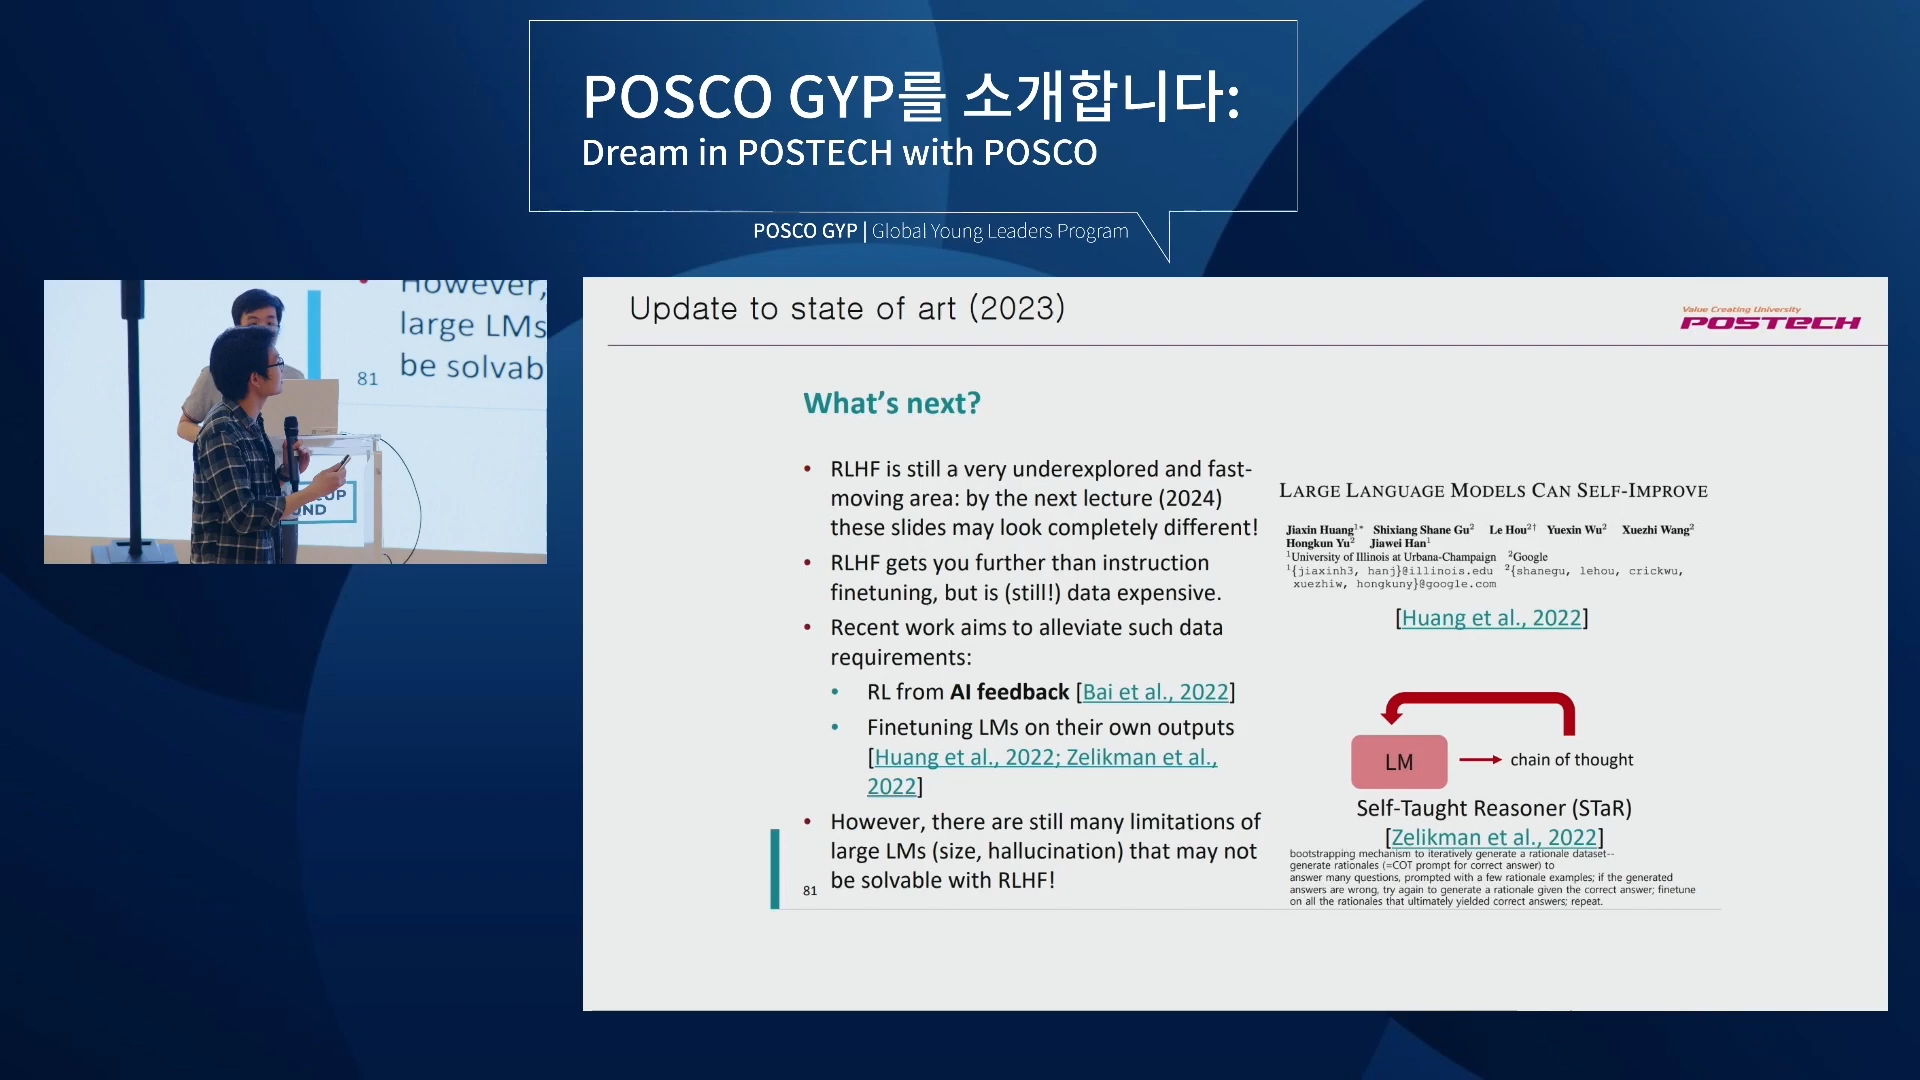 POSCO GYP를 소개합니다:
Dream in POSTECH with POSCO
POSCO GYP | Global Young Leaders Program
However,
large LMs
be solvab
81
UP
UND
Update to state of art (2023)
Value Creating University
POSTECH
What's next?
• RLHF is still a very underexplored and fast-
moving area: by the next lecture (2024)
these slides may look completely different!
• RLHF gets you further than instruction
finetuning, but is (still!) data expensive.
• Recent work aims to alleviate such data
requirements:
• RL from AI feedback [Bai et al., 2022]
• Finetuning LMs on their own outputs
[Huang et al., 2022; Zelikman et al.,
2022]
• However, there are still many limitations of
large LMs (size, hallucination) that may not
be solvable with RLHF!
81
LARGE LANGUAGE MODELS CAN SELF-IMPROVE
Jiaxin Huang1* Shixiang Shane Gu2 Le Hou2† Yuexin Wu2 Xuezhi Wang2
Hongkun Yu2 Jiawei Han1
1University of Illinois at Urbana-Champaign 2Google
1{jiaxinh3, hanj}@illinois.edu 2{shanegu, lehou, crickwu,
xuezhiw, hongkuny}@google.com
[Huang et al., 2022]
LM
chain of thought
Self-Taught Reasoner (STaR)
[Zelikman et al., 2022]
bootstrapping mechanism to iteratively generate a rationale dataset--
generate rationales (=COT prompt for correct answer) to
answer many questions, prompted with a few rationale examples; if the generated
answers are wrong, try again to generate a rationale given the correct answer; finetune
on all the rationales that ultimately yielded correct answers; repeat.